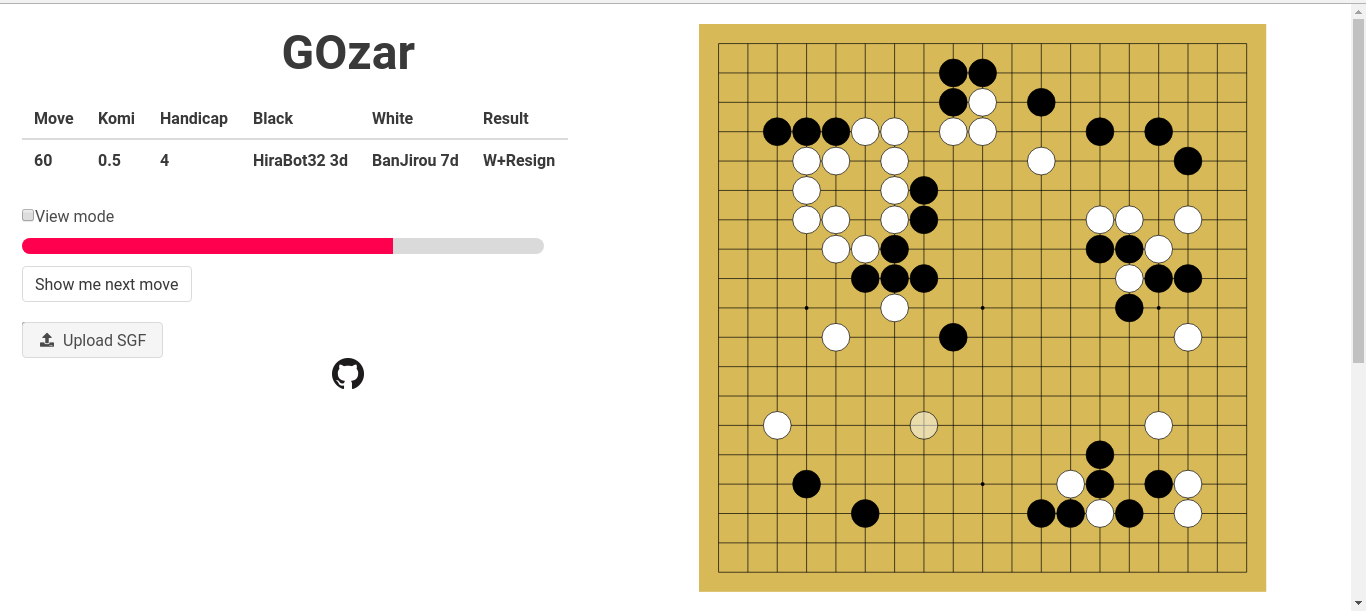 GOzar
Move Komi Handicap Black White Result
60 0.5 4 HiraBot32 3d BanJirou 7d W+Resign
View mode
Show me next move
Upload SGF